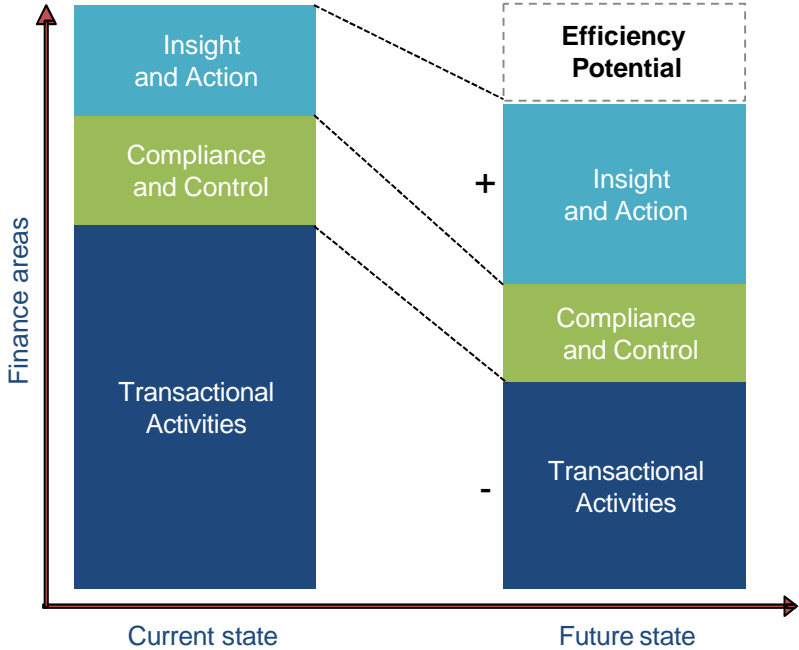 Insight
and Action
Compliance
and Control
Transactional
Activities
Efficiency
Potential
+
Insight
and Action
Compliance
and Control
-
Transactional
Activities
Finance areas
Current state
Future state